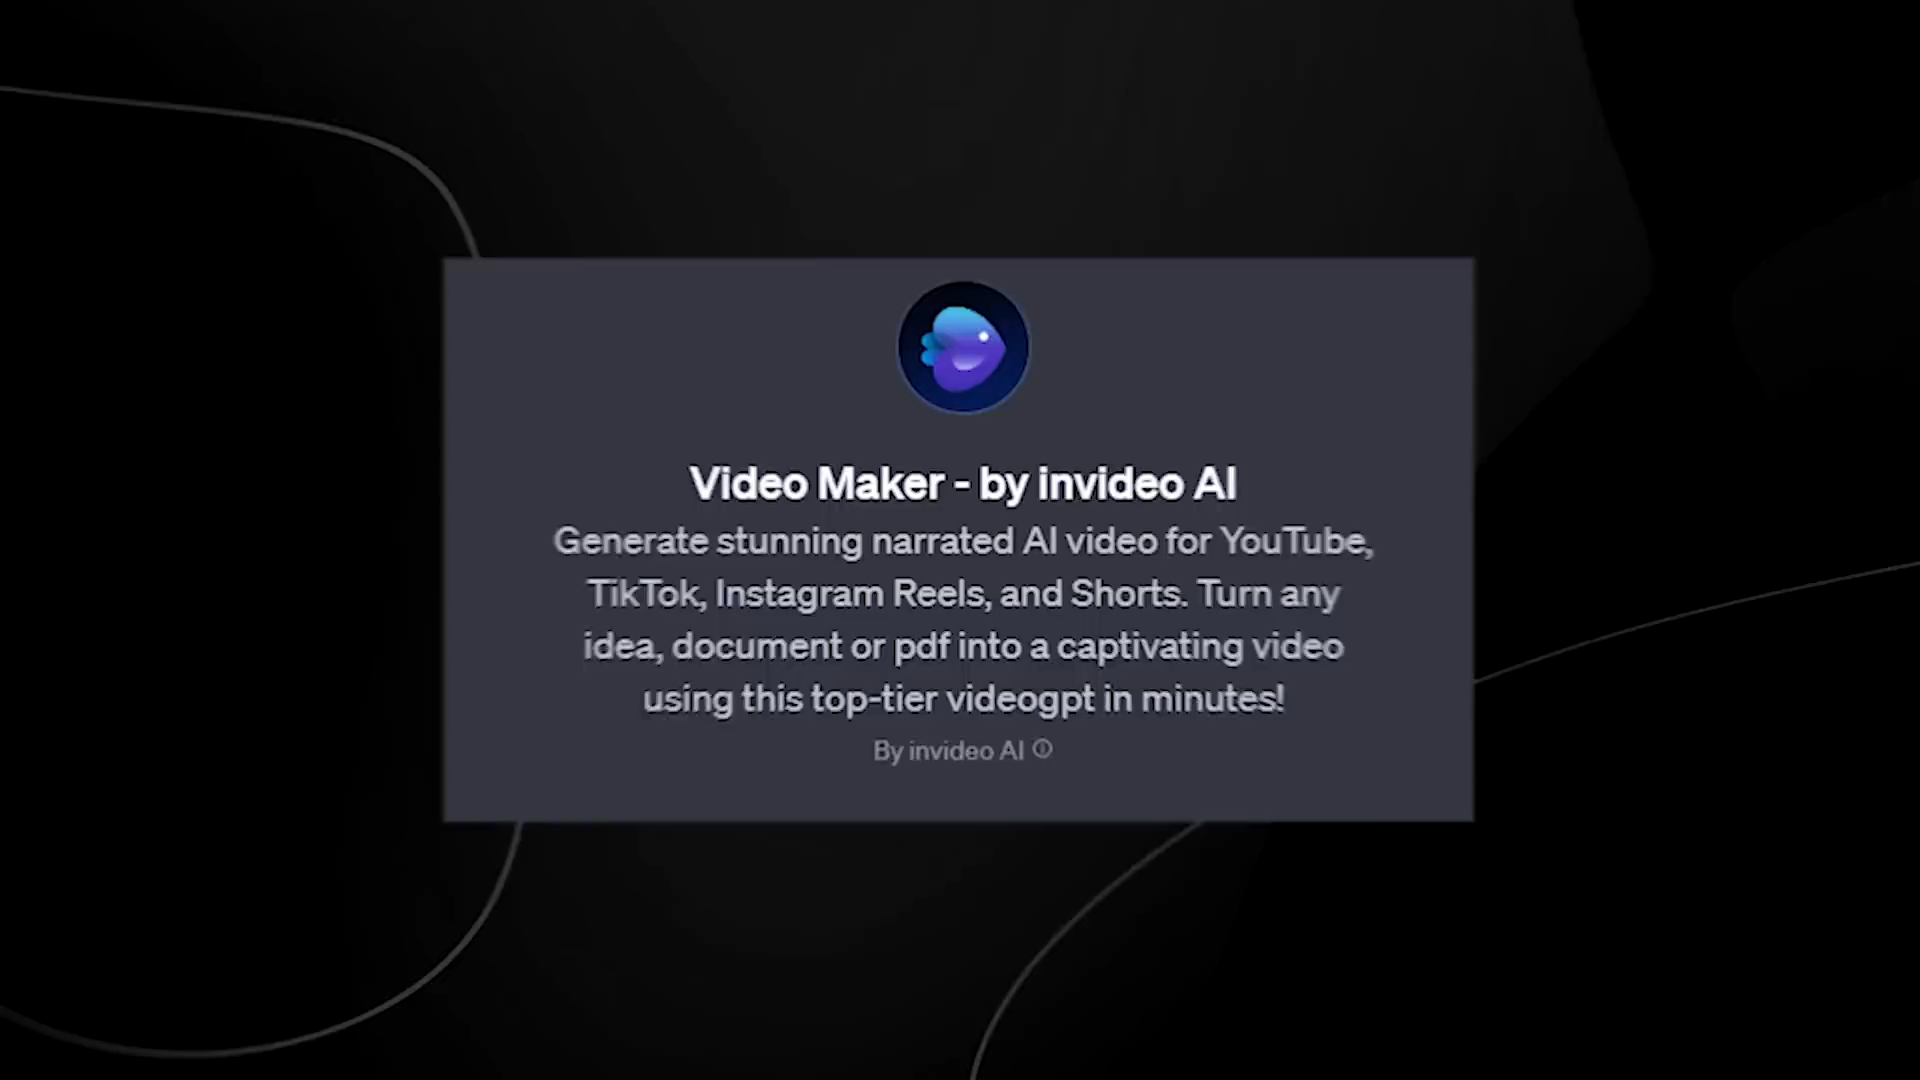 Video Maker - by invideo AI
Generate stunning narrated AI video for YouTube,
TikTok, Instagram Reels, and Shorts. Turn any
idea, document or pdf into a captivating video
using this top-tier videogpt in minutes!
By invideo AI